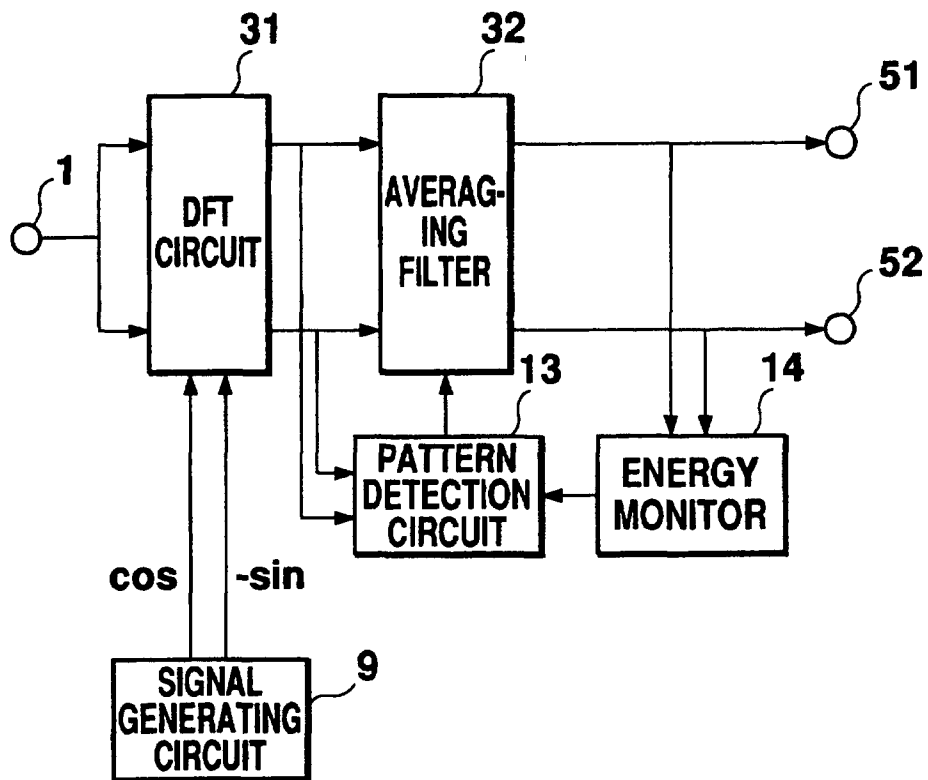 31
32
51
1
DFT
CIRCUIT
AVERAG-
ING
FILTER
52
13
14
PATTERN
DETECTION
CIRCUIT
ENERGY
MONITOR
cos
-sin
SIGNAL
GENERATING
CIRCUIT
9